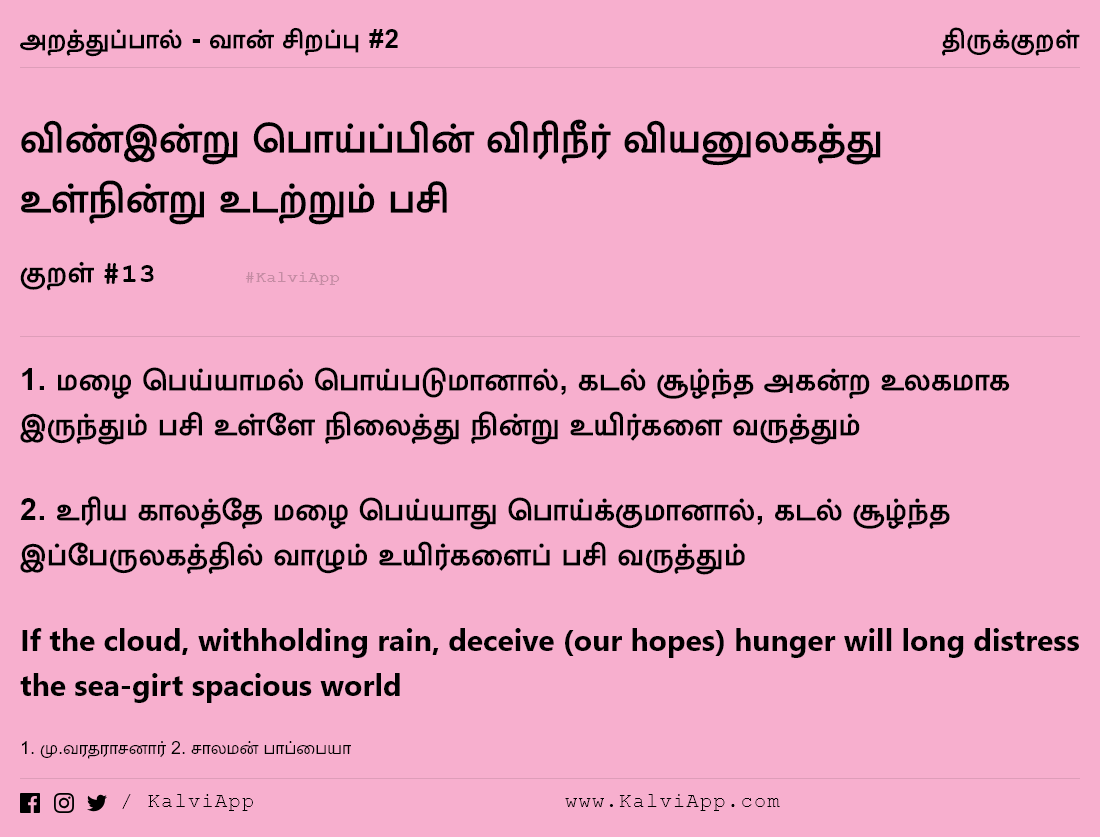 அறத்துப்பால் - வான் சிறப்பு #2
திருக்குறள்
விண்இன்று பொய்ப்பின் விரிநீர் வியனுலகத்து
உள்நின்று உடற்றும் பசி
குறள் #13
#KalviApp
1. மழை பெய்யாமல் பொய்படுமானால், கடல் சூழ்ந்த அகன்ற உலகமாக
இருந்தும் பசி உள்ளே நிலைத்து நின்று உயிர்களை வருத்தும்
2. உரிய காலத்தே மழை பெய்யாது பொய்க்குமானால், கடல் சூழ்ந்த
இப்பேருலகத்தில் வாழும் உயிர்களைப் பசி வருத்தும்
If the cloud, withholding rain, deceive (our hopes) hunger will long distress
the sea-girt spacious world
1. மு.வரதராசனார் 2. சாலமன் பாப்பையா
/ KalviApp
www.KalviApp.com